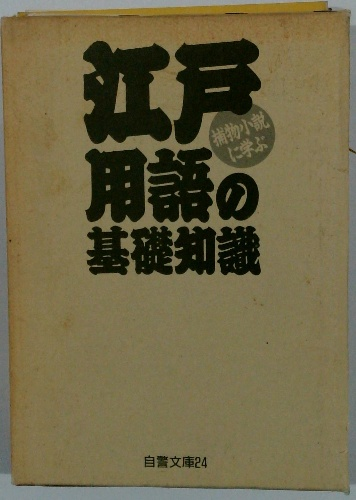 江戸
捕物小説
に学ぶ
用語の
基礎知識
自警文庫24